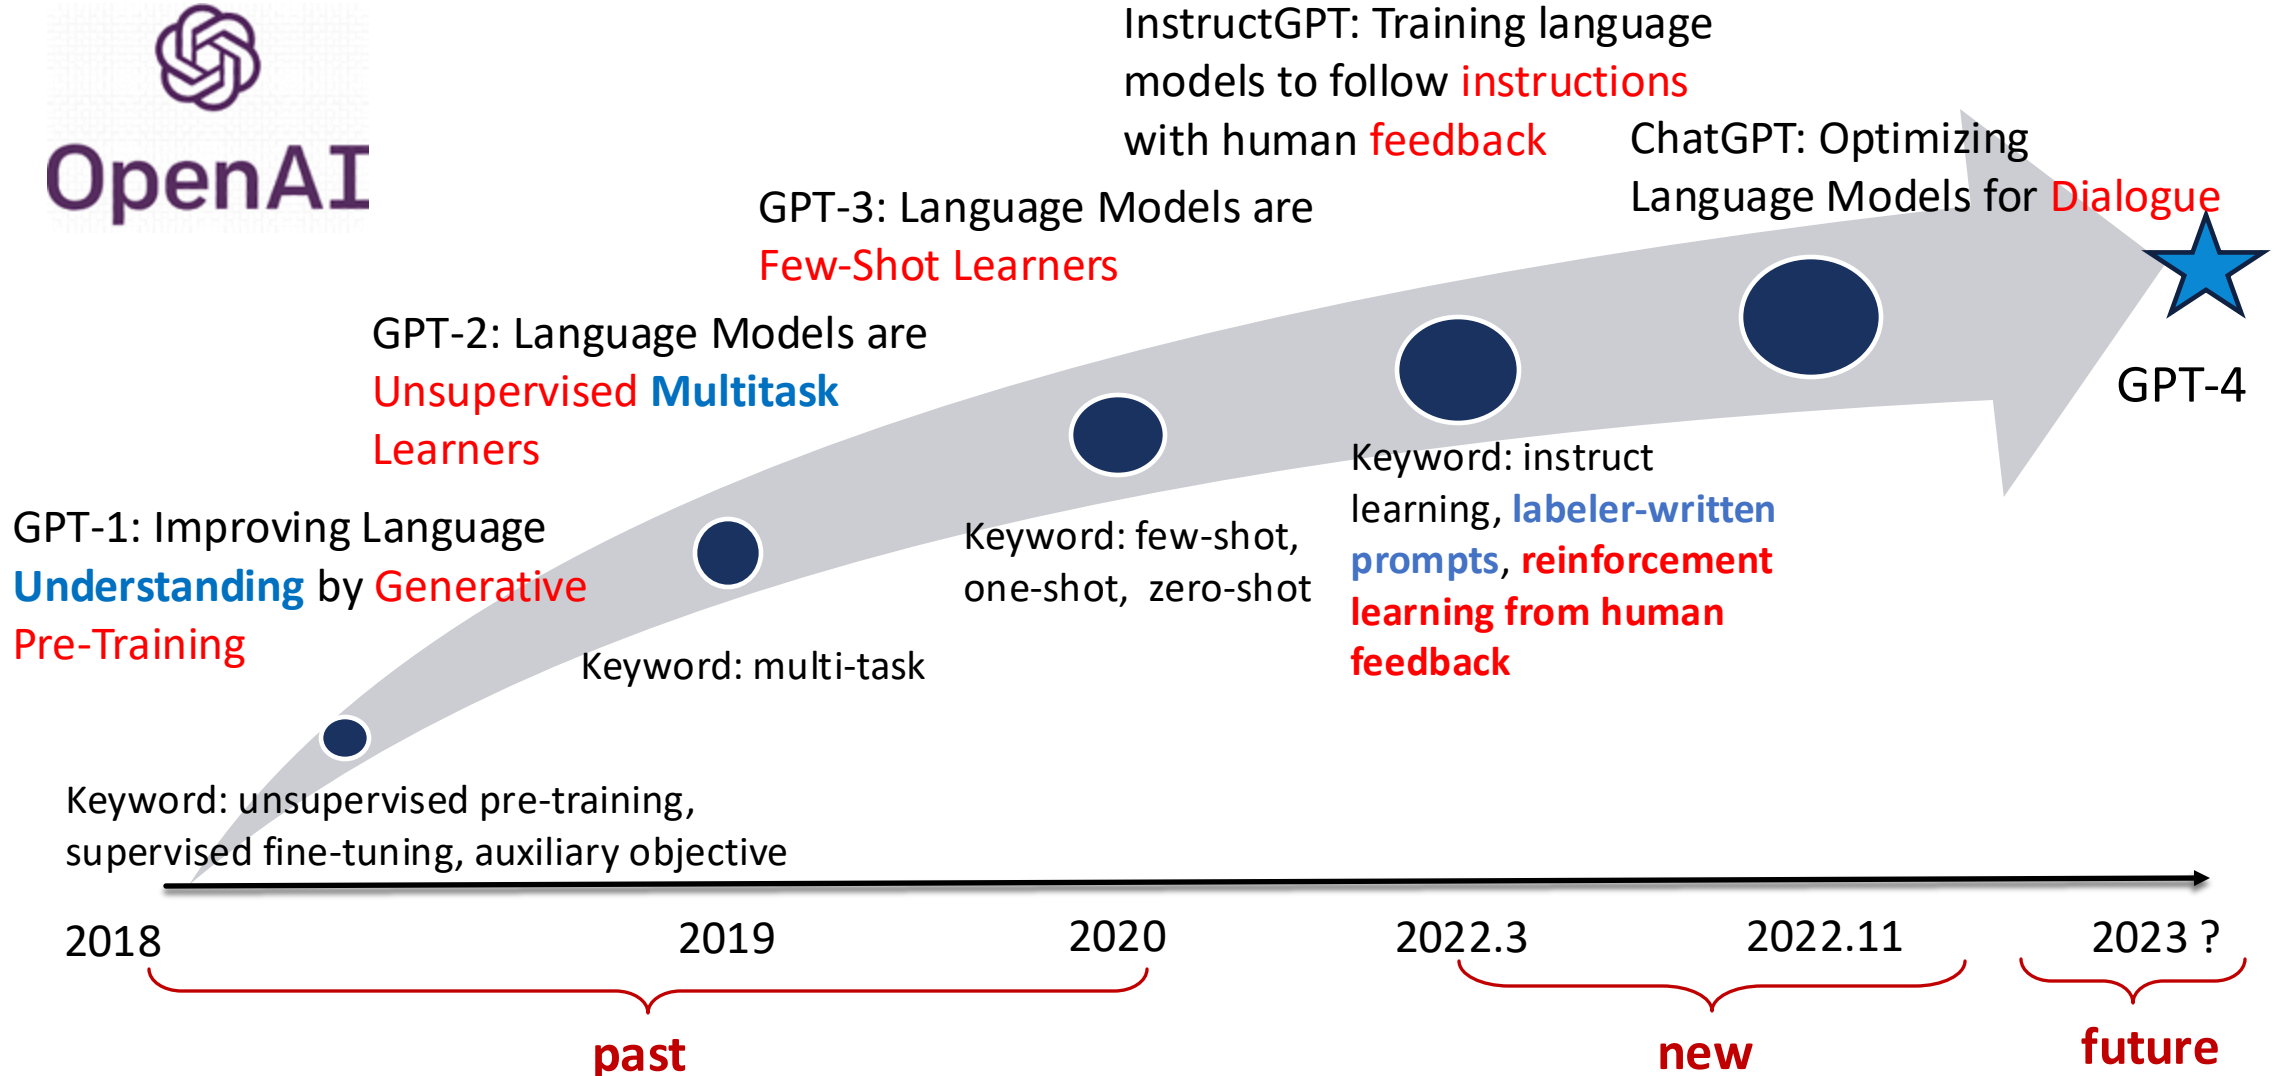 OpenAI
InstructGPT: Training language
models to follow instructions
with human feedback
ChatGPT: Optimizing
Language Models for Dialogue
GPT-3: Language Models are
Few-Shot Learners
GPT-2: Language Models are
Unsupervised Multitask
Learners
GPT-4
GPT-1: Improving Language
Understanding by Generative
Pre-Training
Keyword: instruct
learning, labeler-written
prompts, reinforcement
learning from human
feedback
Keyword: few-shot,
one-shot, zero-shot
Keyword: multi-task
Keyword: unsupervised pre-training,
supervised fine-tuning, auxiliary objective
2018
2019
2020
2022.3
2022.11
2023 ?
past
new
future